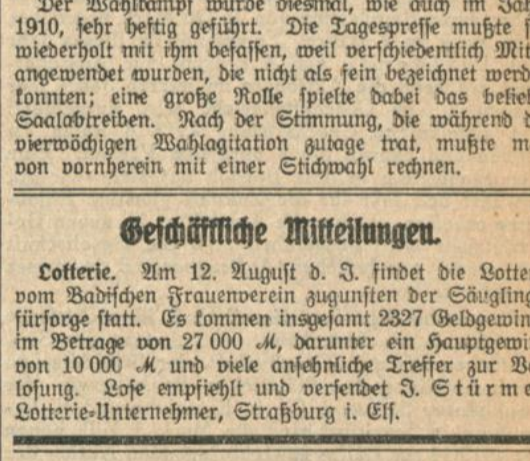 Der Wahlkampf wurde diesmal, wie auch im
1910, sehr heftig geführt. Die Tagespresse mußte
wiederholt mit ihm befassen, weil verschiedentlich
angewendet wurden, die nicht als fein bezeichnet
konnten; eine große Rolle spielte dabei das
Saalabtreiben. Nach der Stimmung, die während
vierwöchigen Wahlagitation zutage trat, mußte
von vornherein mit einer Stichwahl rechnen.
Geschäftliche Mitteilungen.
Lotterie. Am 12. August d. J. findet die
vom Badischen Frauenverein zugunsten der
fürsorge statt. Es kommen insgesamt 2327
im Betrage von 27 000 M, darunter ein
von 10 000 M und viele ansehnliche Treffer zur
losung. Lose empfiehlt und versendet J.
Lotterie-Unternehmer, Straßburg i. Els.